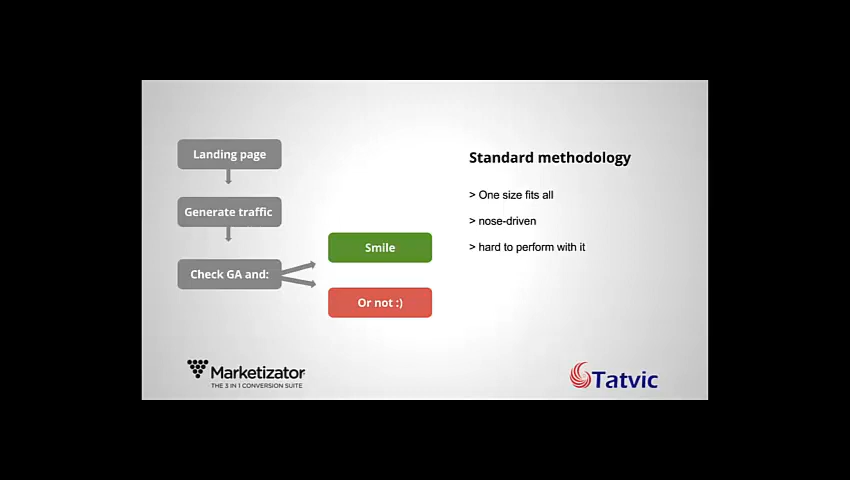 Landing page
Generate traffic
Check GA and:
Smile
Or not :)
Standard methodology
> One size fits all
> nose-driven
> hard to perform with it
Marketizator
THE 3 IN 1 CONVERSION SUITE
Tatvic